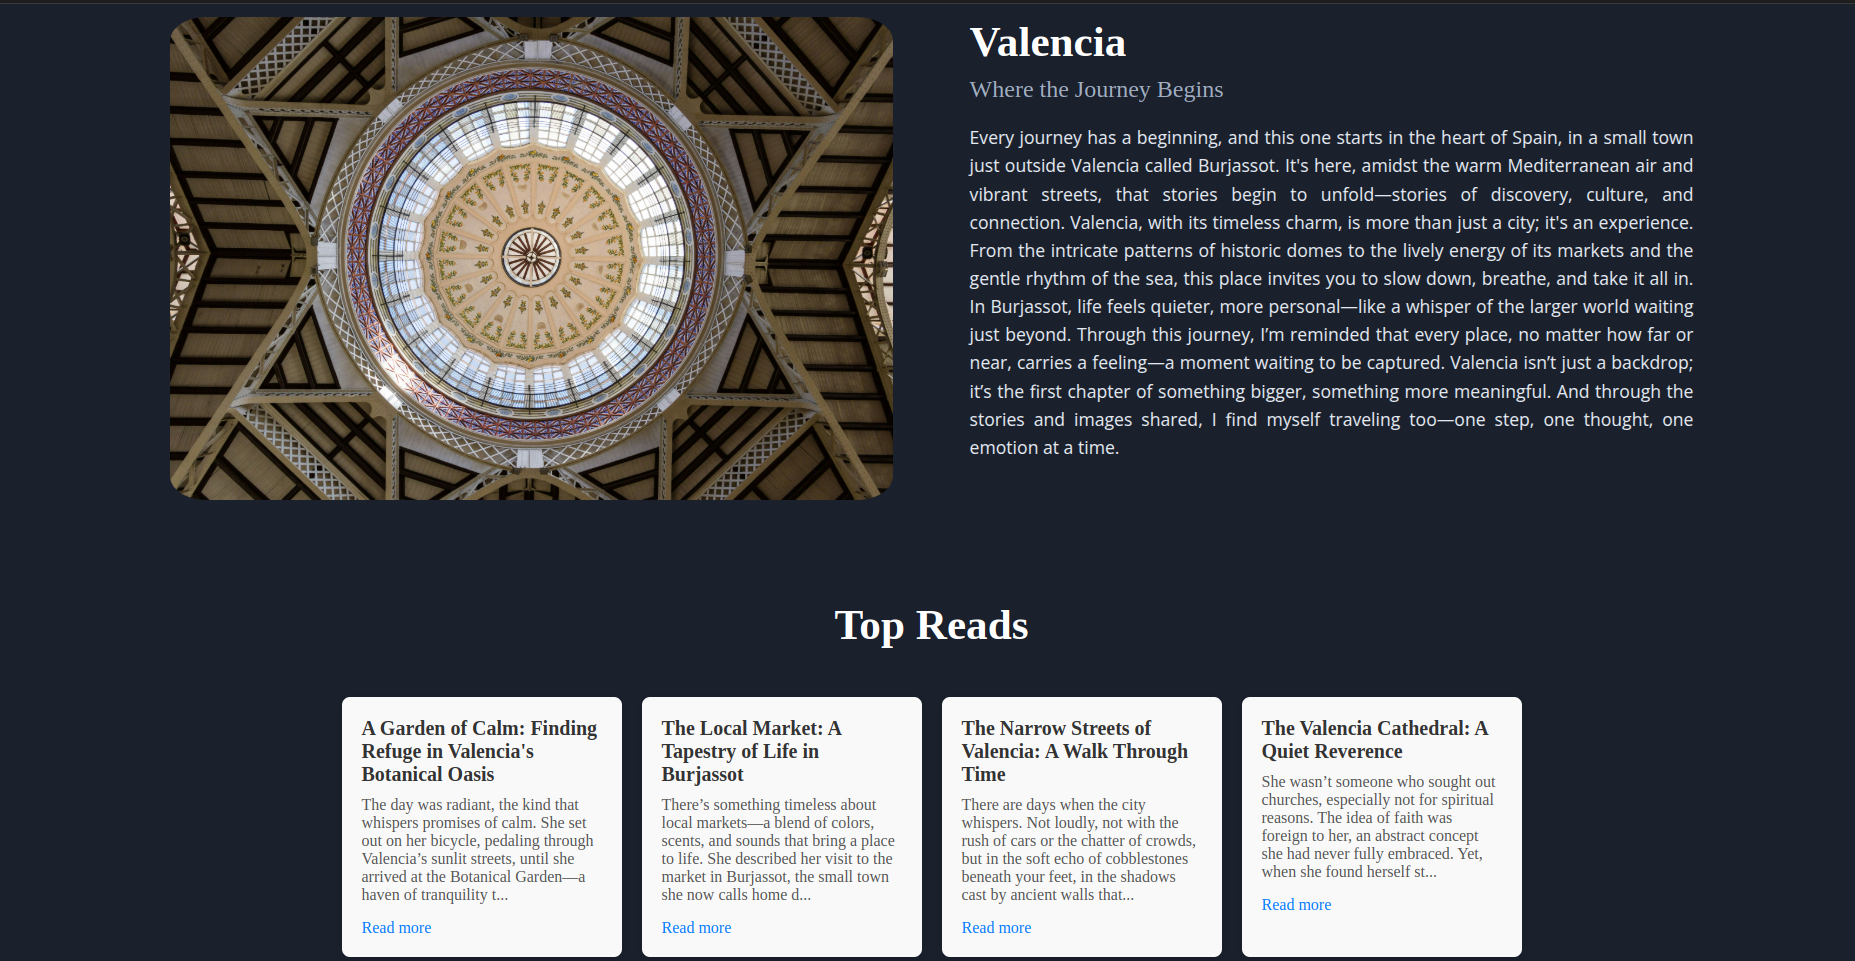 Valencia
Where the Journey Begins
Every journey has a beginning, and this one starts in the heart of Spain, in a small town
just outside Valencia called Burjassot. It's here, amidst the warm Mediterranean air and
vibrant streets, that stories begin to unfold—stories of discovery, culture, and
connection. Valencia, with its timeless charm, is more than just a city; it's an experience.
From the intricate patterns of historic domes to the lively energy of its markets and the
gentle rhythm of the sea, this place invites you to slow down, breathe, and take it all in.
In Burjassot, life feels quieter, more personal—like a whisper of the larger world waiting
just beyond. Through this journey, I’m reminded that every place, no matter how far or
near, carries a feeling—a moment waiting to be captured. Valencia isn’t just a backdrop;
it’s the first chapter of something bigger, something more meaningful. And through the
stories and images shared, I find myself traveling too—one step, one thought, one
emotion at a time.
Top Reads
A Garden of Calm: Finding
Refuge in Valencia's
Botanical Oasis
The day was radiant, the kind that
whispers promises of calm. She set
out on her bicycle, pedaling through
Valencia’s sunlit streets, until she
arrived at the Botanical Garden—a
haven of tranquility t...
Read more
The Local Market: A
Tapestry of Life in
Burjassot
There’s something timeless about
local markets—a blend of colors,
scents, and sounds that bring a place
to life. She described her visit to the
market in Burjassot, the small town
she now calls home d...
Read more
The Narrow Streets of
Valencia: A Walk Through
Time
There are days when the city
whispers. Not loudly, not with the
rush of cars or the chatter of crowds,
but in the soft echo of cobblestones
beneath your feet, in the shadows
cast by ancient walls that...
Read more
The Valencia Cathedral: A
Quiet Reverence
She wasn’t someone who sought out
churches, especially not for spiritual
reasons. The idea of faith was
foreign to her, an abstract concept
she had never fully embraced. Yet,
when she found herself st...
Read more